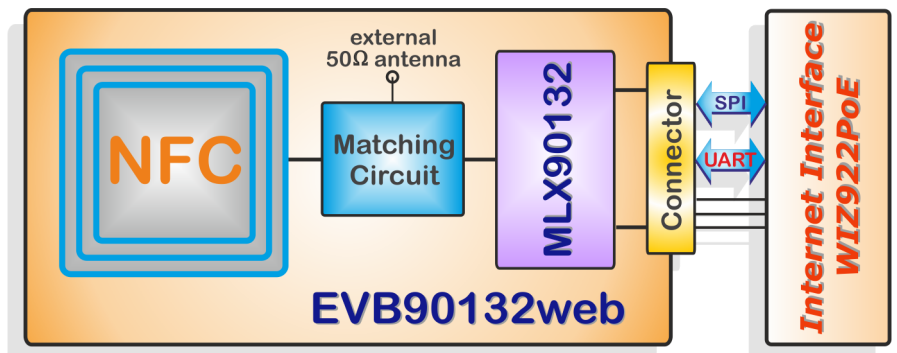 external
50Ω antenna
NFC
Matching
Circuit
MLX90132
Connector
SPI
UART
Internet Interface
WIZ922PoE
EVB90132web